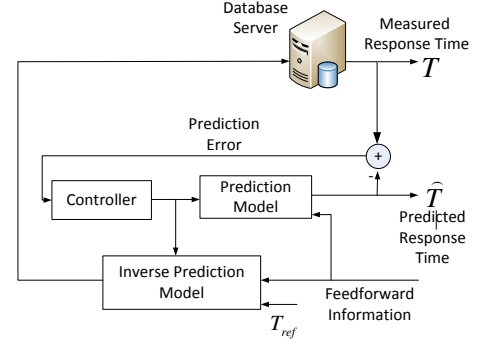 Database
Server
Measured
Response Time
T
Prediction
Error
+
-
Controller
Prediction
Model
T̂
Predicted
Response
Time
Inverse Prediction
Model
Feedforward
Information
T_ref